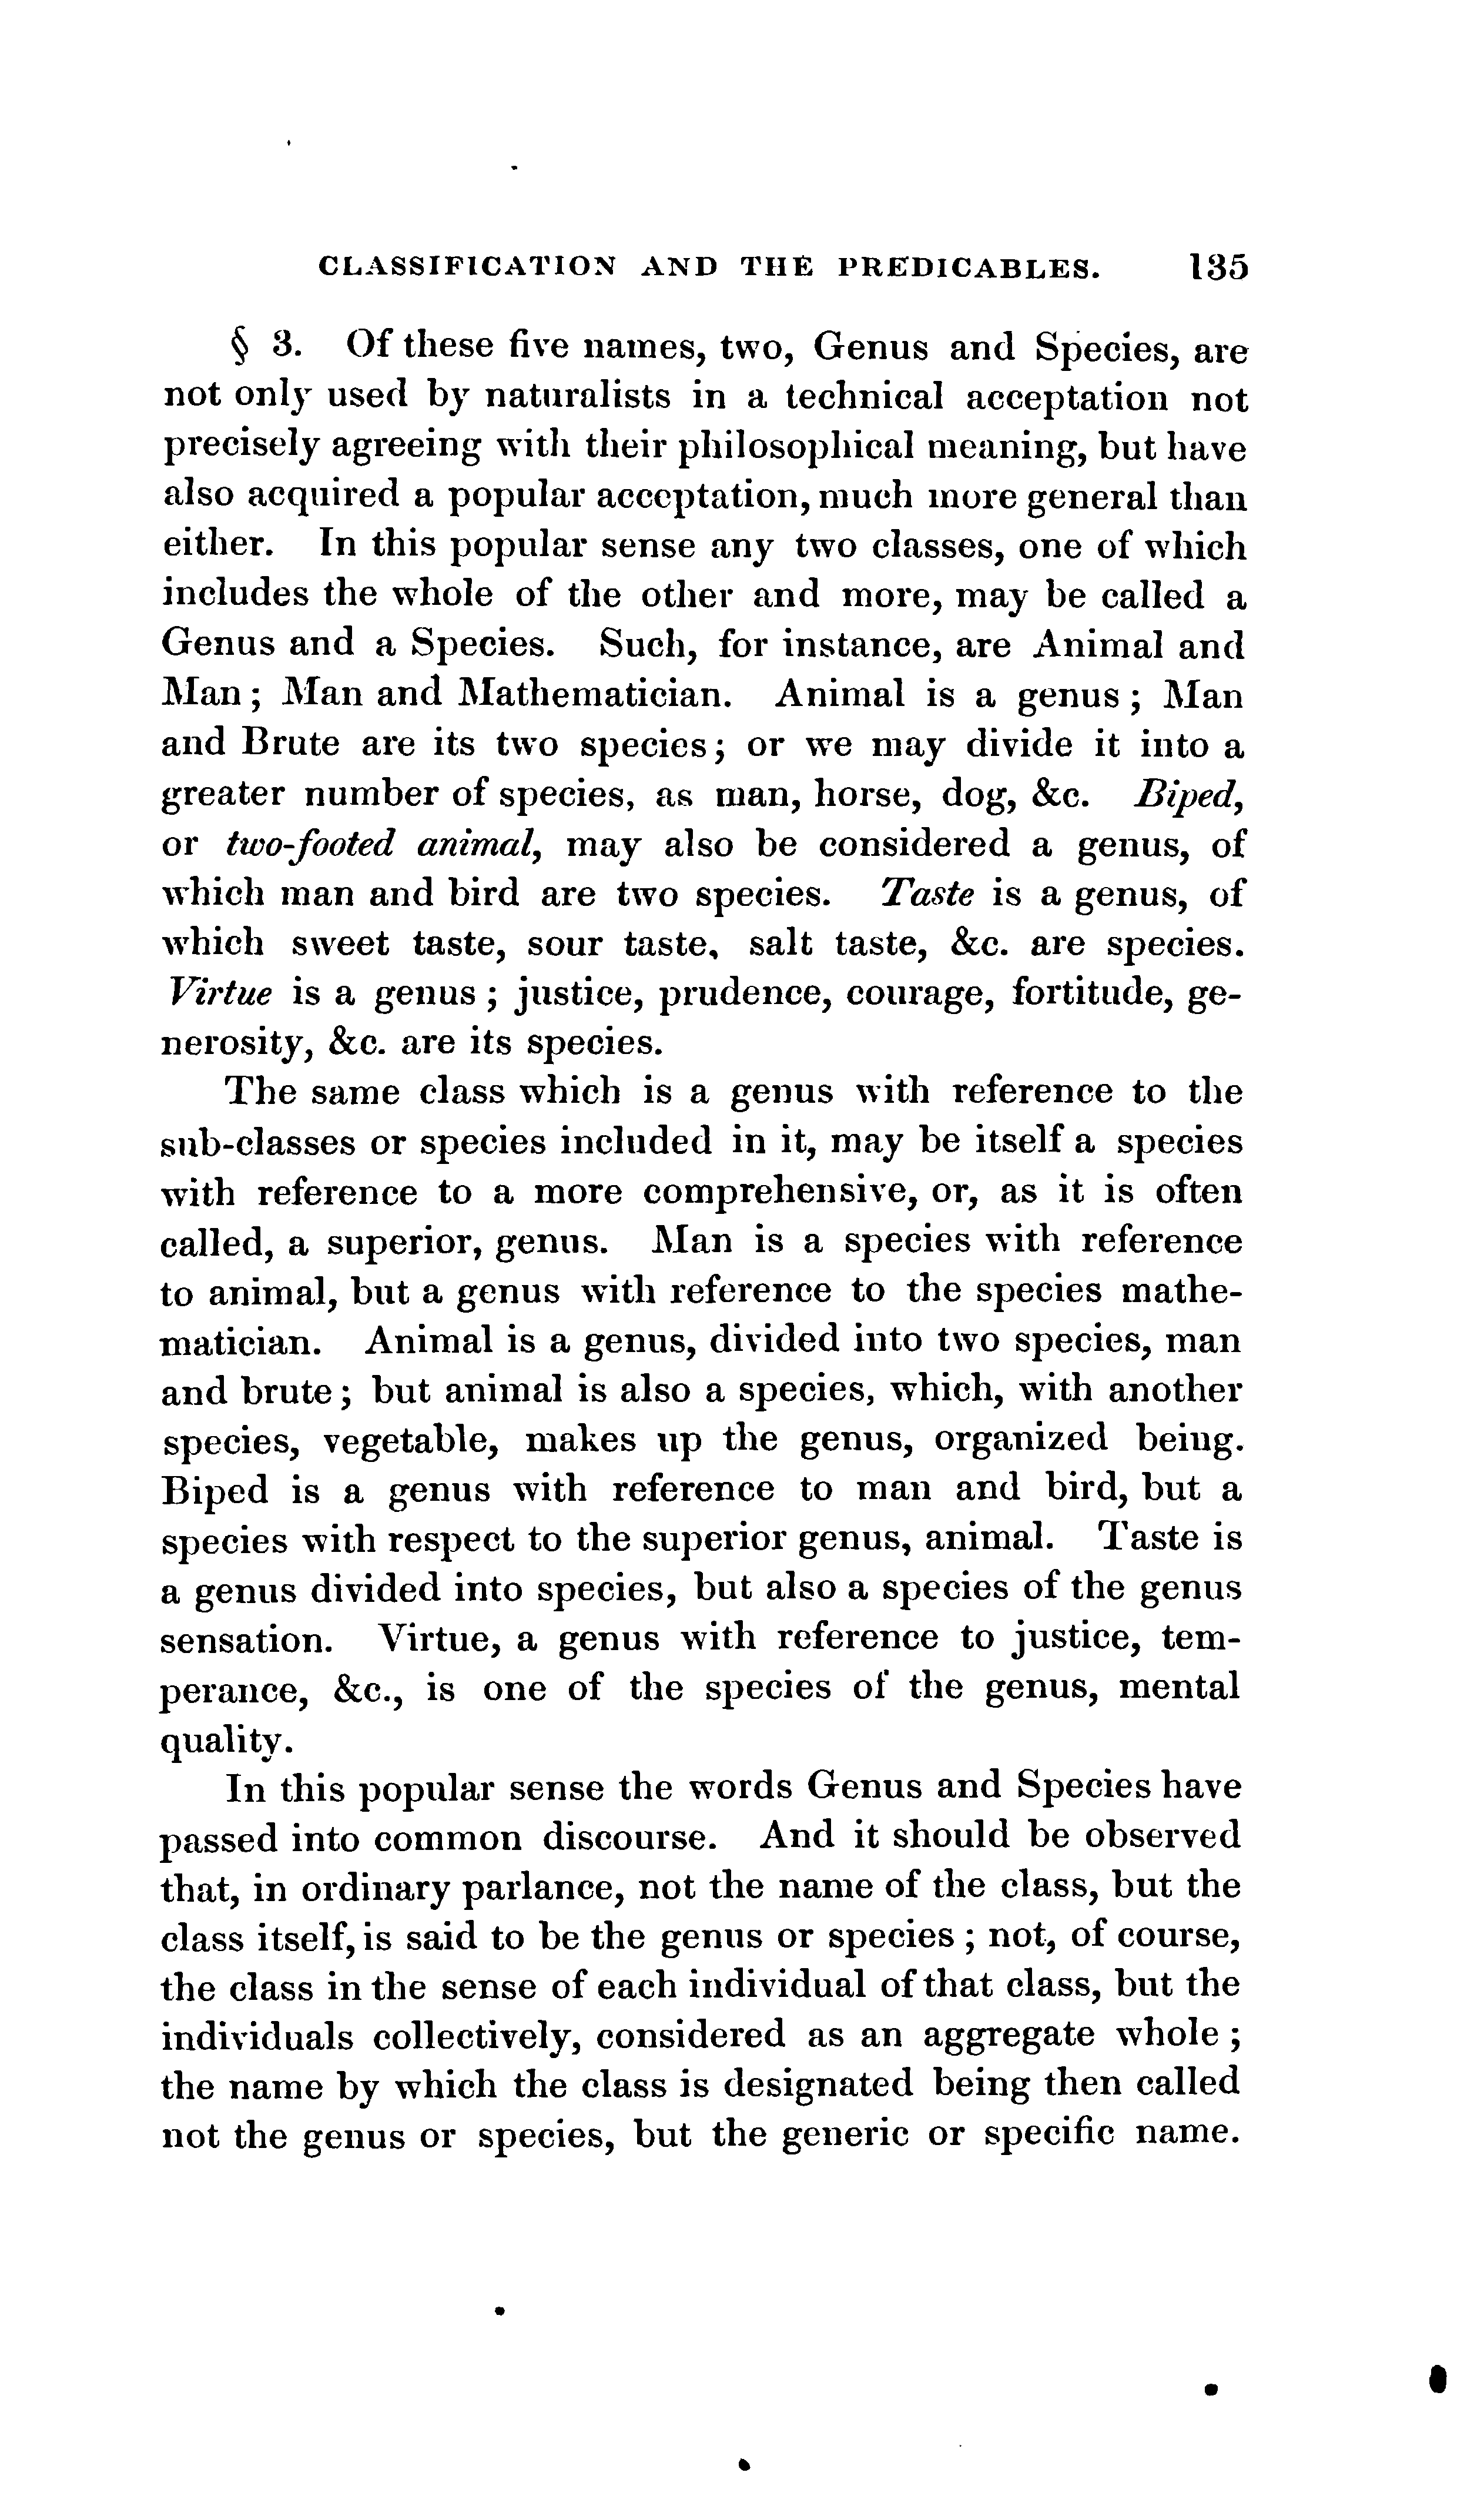 CLASSIFICATION AND THE PREDICABLES. 135
§ 3. Of these five names, two, Genus and Species, are
not only used by naturalists in a technical acceptation not
precisely agreeing with their philosophical meaning, but have
also acquired a popular acceptation, much more general than
either. In this popular sense any two classes, one of which
includes the whole of the other and more, may be called a
Genus and a Species. Such, for instance, are Animal and
Man; Man and Mathematician. Animal is a genus; Man
and Brute are its two species; or we may divide it into a
greater number of species, as man, horse, dog, &c. Biped,
or two-footed animal, may also be considered a genus, of
which man and bird are two species. Taste is a genus, of
which sweet taste, sour taste, salt taste, &c. are species.
Virtue is a genus; justice, prudence, courage, fortitude, ge-
nerosity, &c. are its species.
The same class which is a genus with reference to the
sub-classes or species included in it, may be itself a species
with reference to a more comprehensive, or, as it is often
called, a superior, genus. Man is a species with reference
to animal, but a genus with reference to the species mathe-
matician. Animal is a genus, divided into two species, man
and brute; but animal is also a species, which, with another
species, vegetable, makes up the genus, organized being.
Biped is a genus with reference to man and bird, but a
species with respect to the superior genus, animal. Taste is
a genus divided into species, but also a species of the genus
sensation. Virtue, a genus with reference to justice, tem-
perance, &c., is one of the species of the genus, mental
quality.
In this popular sense the words Genus and Species have
passed into common discourse. And it should be observed
that, in ordinary parlance, not the name of the class, but the
class itself, is said to be the genus or species; not, of course,
the class in the sense of each individual of that class, but the
individuals collectively, considered as an aggregate whole;
the name by which the class is designated being then called
not the genus or species, but the generic or specific name.